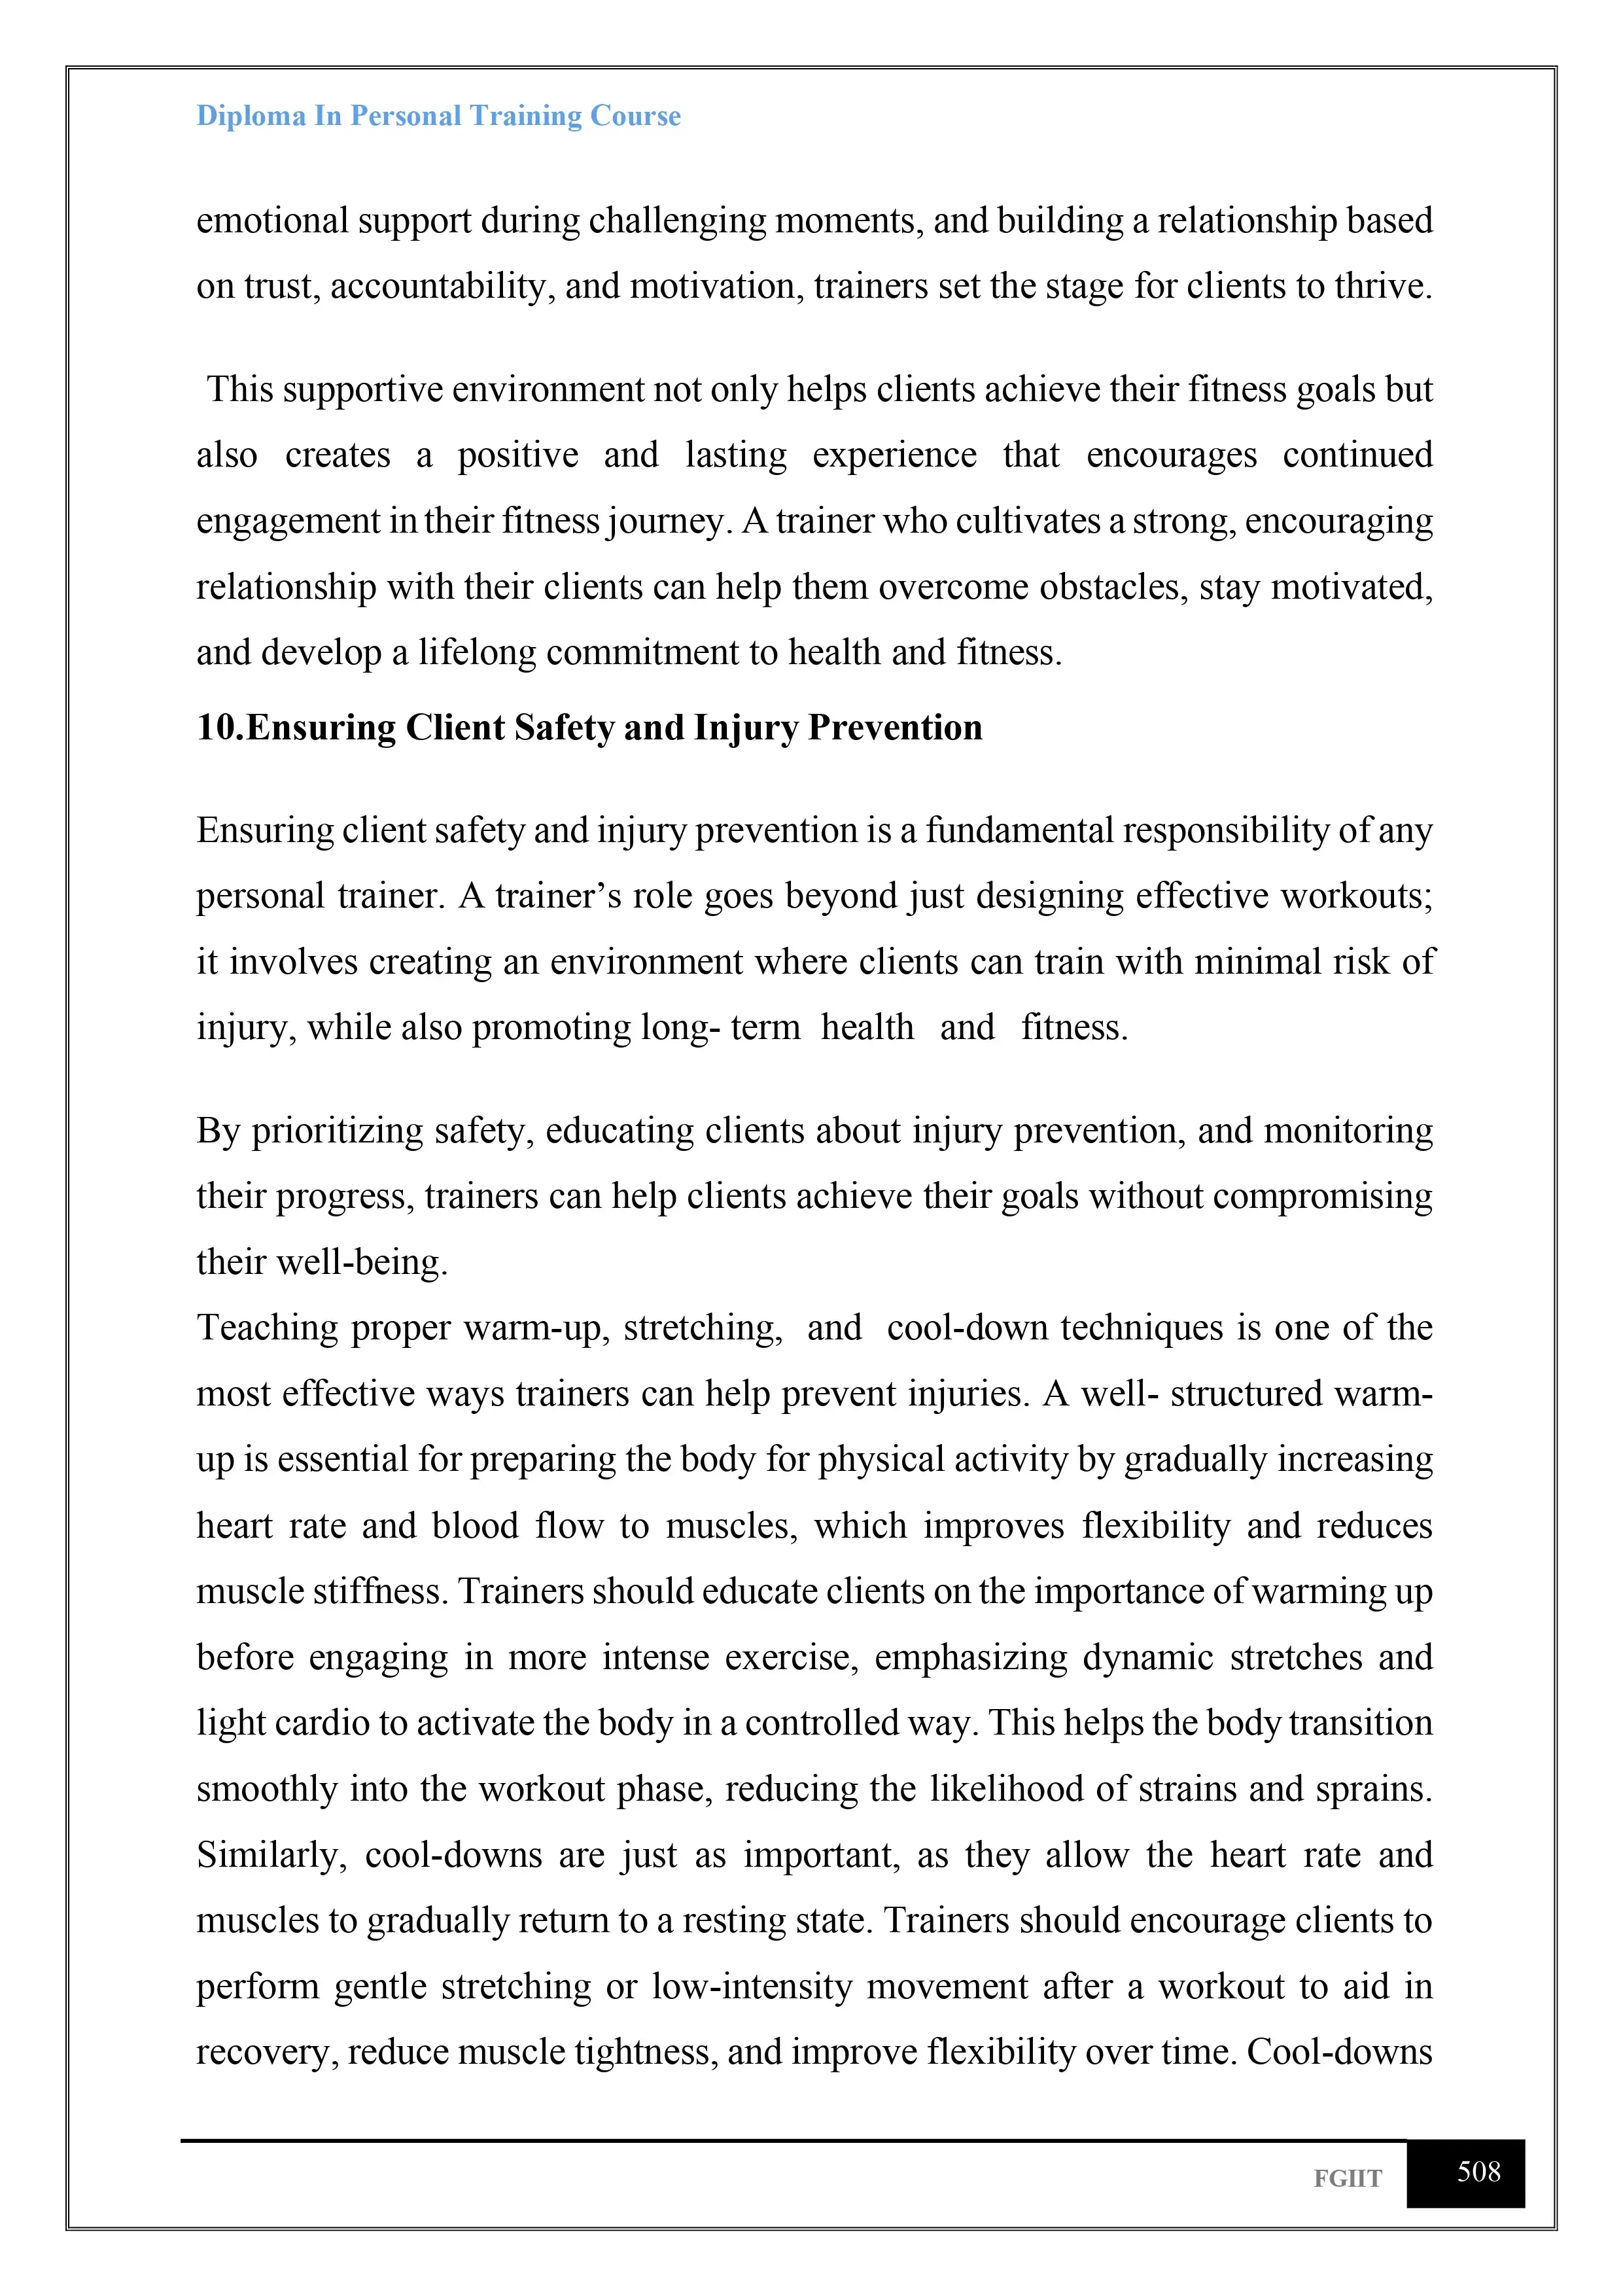 Diploma In Personal Training Course
emotional support during challenging moments, and building a relationship based
on trust, accountability, and motivation, trainers set the stage for clients to thrive.
This supportive environment not only helps clients achieve their fitness goals but
also creates a positive and lasting experience that encourages continued
engagement in their fitness journey. A trainer who cultivates a strong, encouraging
relationship with their clients can help them overcome obstacles, stay motivated,
and develop a lifelong commitment to health and fitness.
10.Ensuring Client Safety and Injury Prevention
Ensuring client safety and injury prevention is a fundamental responsibility of any
personal trainer. A trainer’s role goes beyond just designing effective workouts;
it involves creating an environment where clients can train with minimal risk of
injury, while also promoting long- term health and fitness.
By prioritizing safety, educating clients about injury prevention, and monitoring
their progress, trainers can help clients achieve their goals without compromising
their well-being.
Teaching proper warm-up, stretching, and cool-down techniques is one of the
most effective ways trainers can help prevent injuries. A well- structured warm-
up is essential for preparing the body for physical activity by gradually increasing
heart rate and blood flow to muscles, which improves flexibility and reduces
muscle stiffness. Trainers should educate clients on the importance of warming up
before engaging in more intense exercise, emphasizing dynamic stretches and
light cardio to activate the body in a controlled way. This helps the body transition
smoothly into the workout phase, reducing the likelihood of strains and sprains.
Similarly, cool-downs are just as important, as they allow the heart rate and
muscles to gradually return to a resting state. Trainers should encourage clients to
perform gentle stretching or low-intensity movement after a workout to aid in
recovery, reduce muscle tightness, and improve flexibility over time. Cool-downs
FGIIT 508